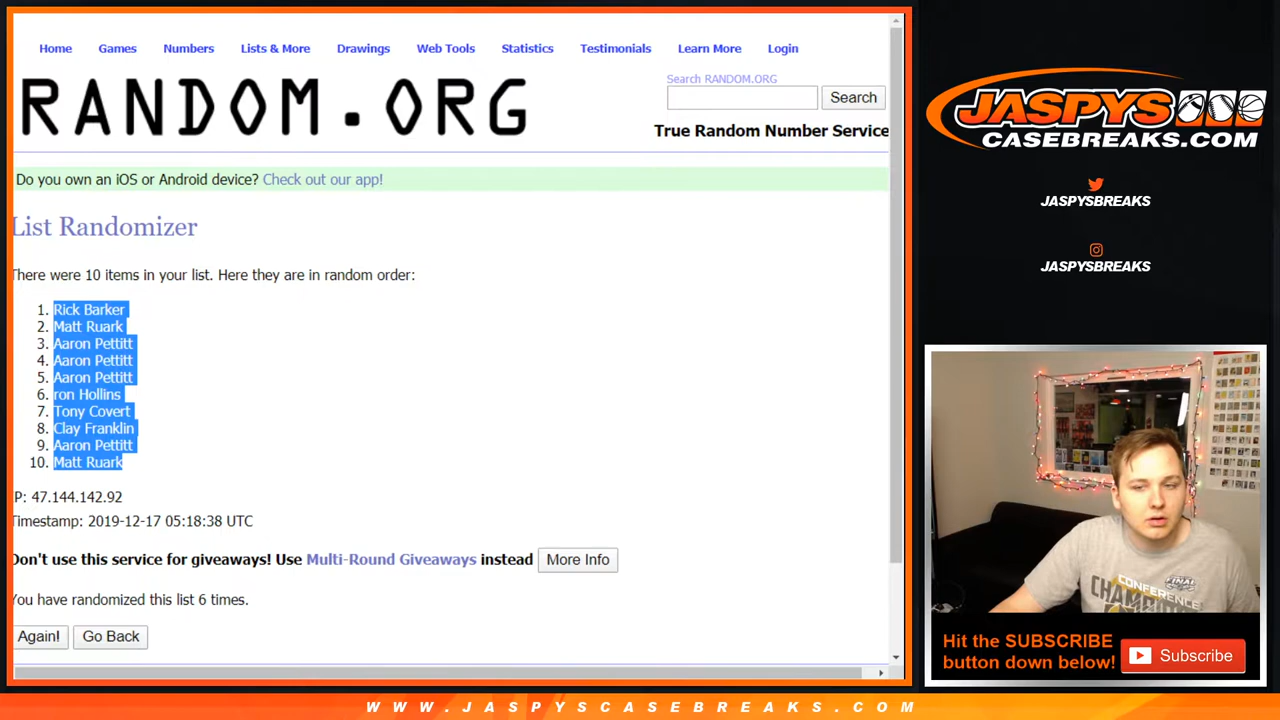 Home Games Numbers Lists & More Drawings Web Tools Statistics Testimonials Learn More Login
RANDOM.ORG
Search RANDOM.ORG
Search
True Random Number Service
Do you own an iOS or Android device? Check out our app!
List Randomizer
There were 10 items in your list. Here they are in random order:
1. Rick Barker
2. Matt Ruark
3. Aaron Pettitt
4. Aaron Pettitt
5. Aaron Pettitt
6. ron Hollins
7. Tony Covert
8. Clay Franklin
9. Aaron Pettitt
10. Matt Ruark
P: 47.144.142.92
Timestamp: 2019-12-17 05:18:38 UTC
Don't use this service for giveaways! Use Multi-Round Giveaways instead More Info
You have randomized this list 6 times.
Again! Go Back
JASPYS
CASEBREAKS.COM
JASPYSBREAKS
JASPYSBREAKS
CONFERENCE
Hit the SUBSCRIBE
button down below!
Subscribe
WWW.JASPYSCASEBREAKS.COM